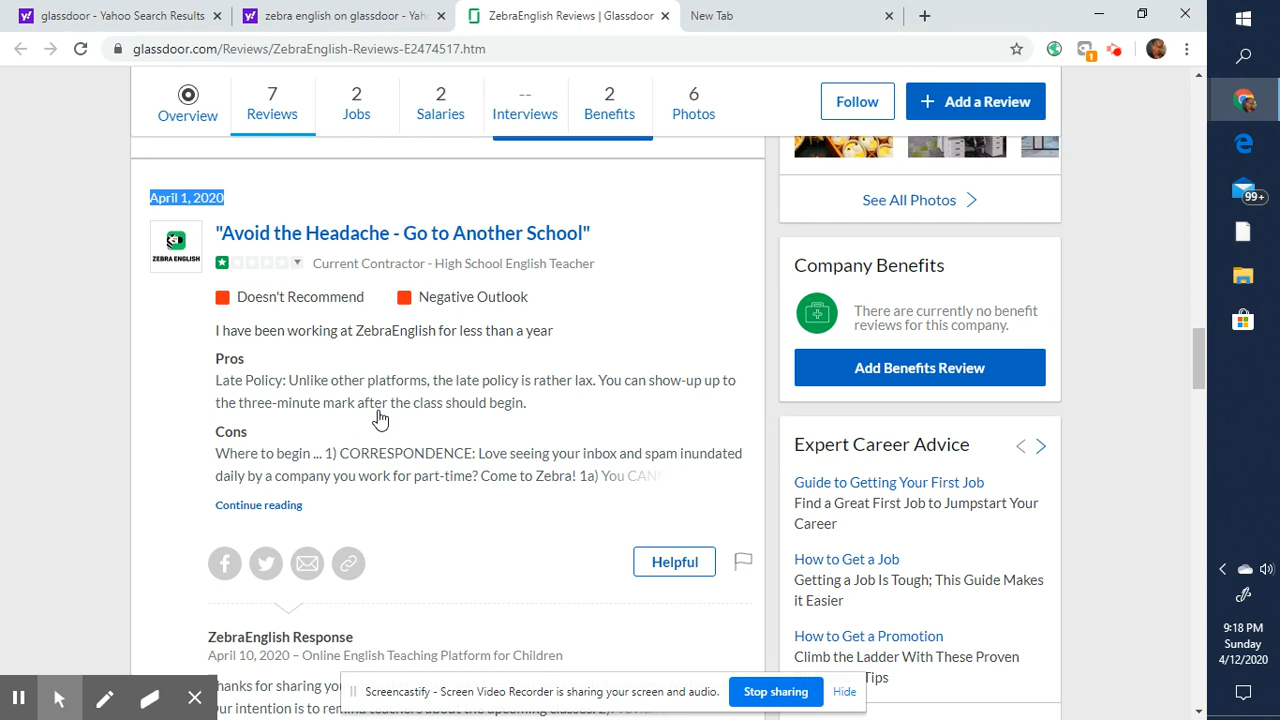 glassdoor - Yahoo Search Results
zebra english on glassdoor - Yah
ZebraEnglish Reviews | Glassdoor
New Tab
glassdoor.com/Reviews/ZebraEnglish-Reviews-E2474517.htm
Overview
7
Reviews
2
Jobs
2
Salaries
--
Interviews
2
Benefits
6
Photos
Follow
+ Add a Review
April 1, 2020
ZEBRA ENGLISH
"Avoid the Headache - Go to Another School"
Current Contractor - High School English Teacher
Doesn't Recommend
Negative Outlook
I have been working at ZebraEnglish for less than a year
Pros
Late Policy: Unlike other platforms, the late policy is rather lax. You can show-up up to
the three-minute mark after the class should begin.
Cons
Where to begin ... 1) CORRESPONDENCE: Love seeing your inbox and spam inundated
daily by a company you work for part-time? Come to Zebra! 1a) You CAN
Continue reading
Helpful
ZebraEnglish Response
April 10, 2020 – Online English Teaching Platform for Children
hanks for sharing you
See All Photos
Company Benefits
There are currently no benefit
reviews for this company.
Add Benefits Review
Expert Career Advice
Guide to Getting Your First Job
Find a Great First Job to Jumpstart Your
Career
How to Get a Job
Getting a Job Is Tough; This Guide Makes
it Easier
How to Get a Promotion
Climb the Ladder With These Proven
Tips
Screencastify - Screen Video Recorder is sharing your screen and audio.
Stop sharing
Hide
1
99+
9:18 PM
Sunday
4/12/2020